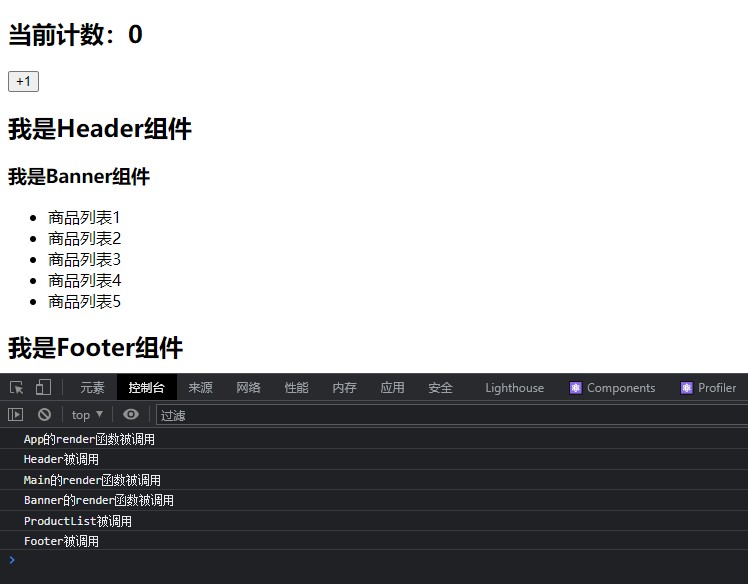 当前计数：0
+1
我是Header组件
我是Banner组件
商品列表1
商品列表2
商品列表3
商品列表4
商品列表5
我是Footer组件
元素 控制台 来源 网络 性能 内存 应用 安全 Lighthouse Components Profiler
top 过滤
App的render函数被调用
Header被调用
Main的render函数被调用
Banner的render函数被调用
ProductList被调用
Footer被调用